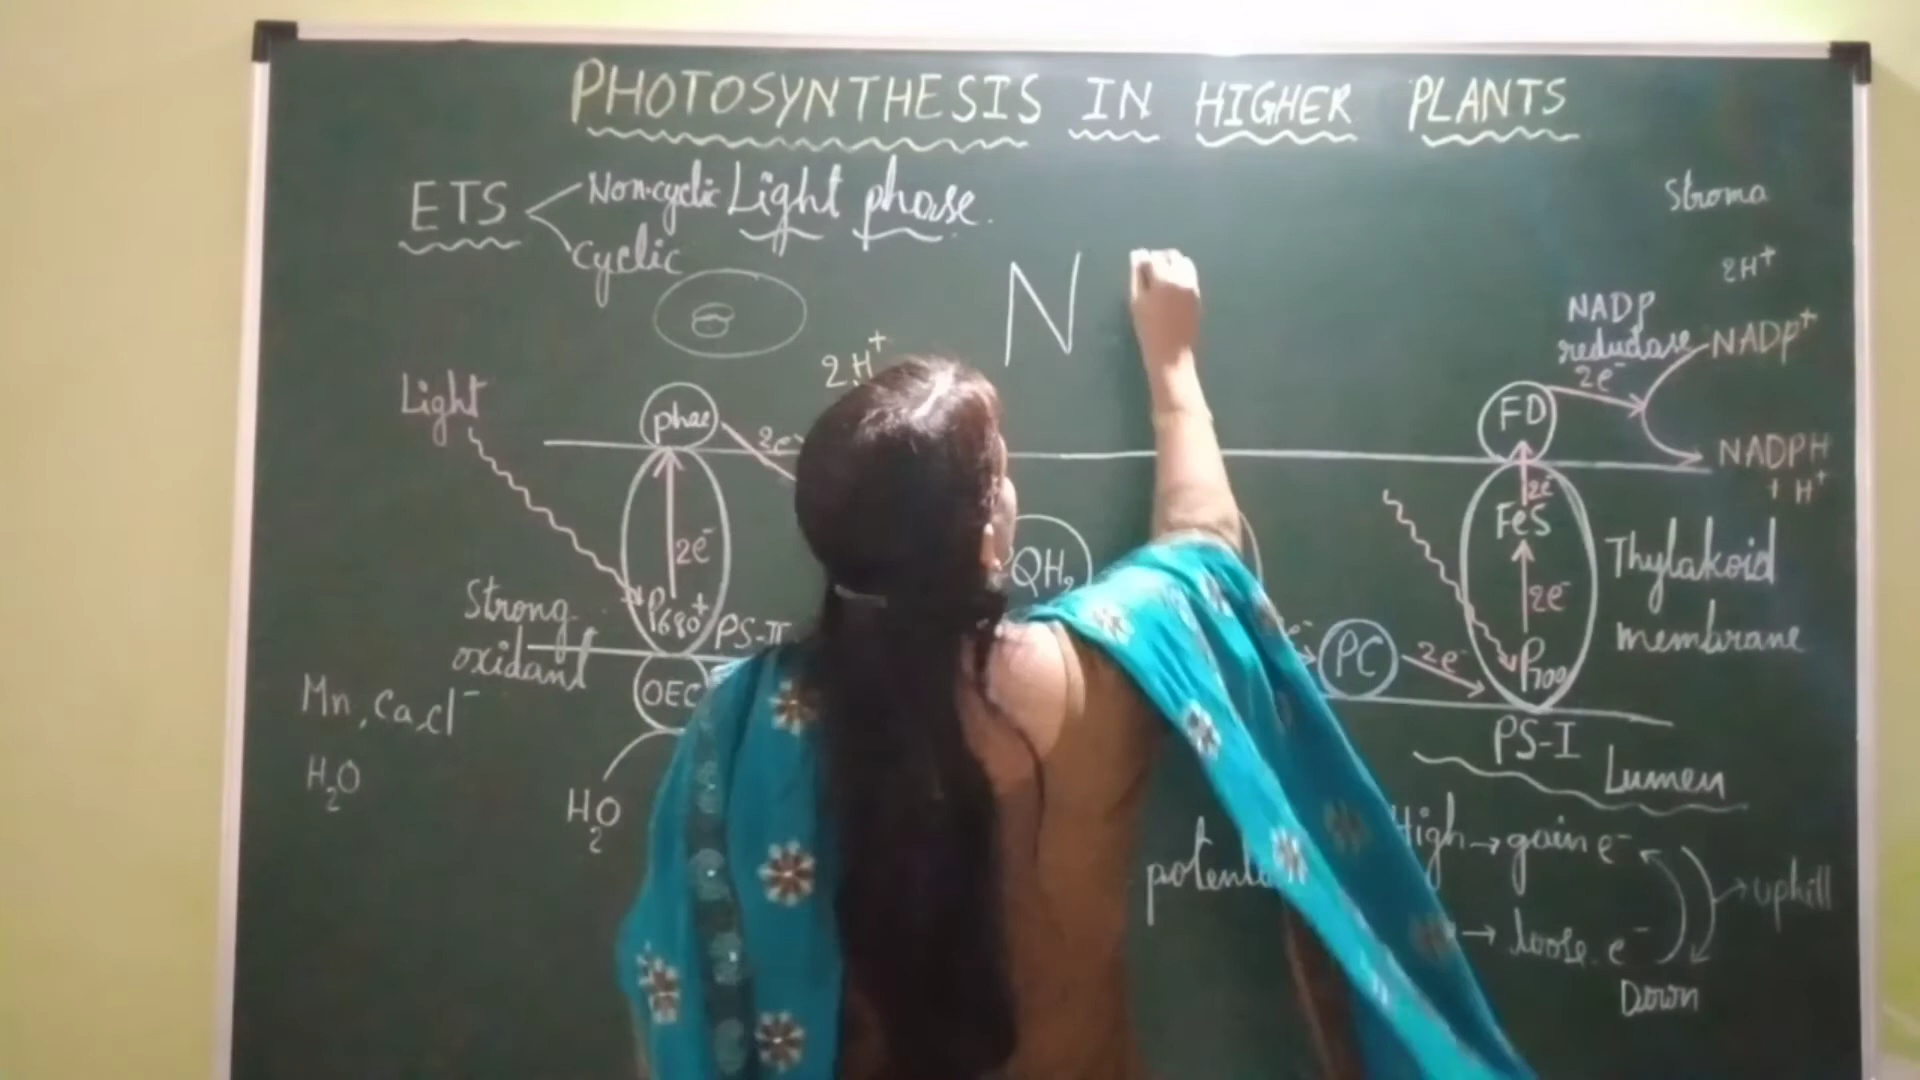 PHOTOSYNTHESIS IN HIGHER PLANTS
ETS
Non-cyclic
Cyclic
Light phase.
Stroma
N
e
2H+
2H+
NADP
reductase
NADP+
2e-
Light
phae
2e-
FD
NADPH
+ H+
2e-
FeS
2e-
QH2
2e-
Thylakoid
membrane
Strong
oxidant
P680+
PS-II
OEC
PC
2e-
P700
PS-I
Mn, Ca, Cl-
H2O
H2O
Lumen
High → gain e-
uphill
→ loose e-
Down